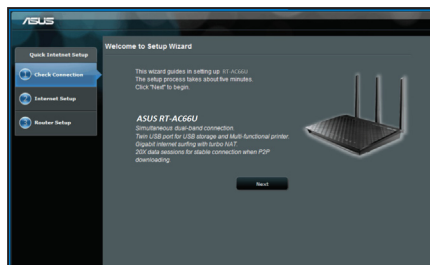 ASUS
Quick Internet Setup
1 Check Connection
2 Internet Setup
3 Router Setup
Welcome to Setup Wizard
This wizard guides in setting up RT-AC66U
The setup process takes about five minutes.
Click "Next" to begin.
ASUS RT-AC66U
Simultaneous dual-band connection.
Twin USB port for USB storage and Multi-functional printer.
Gigabit internet surfing with turbo NAT.
20X data sessions for stable connection when P2P
downloading.
Next